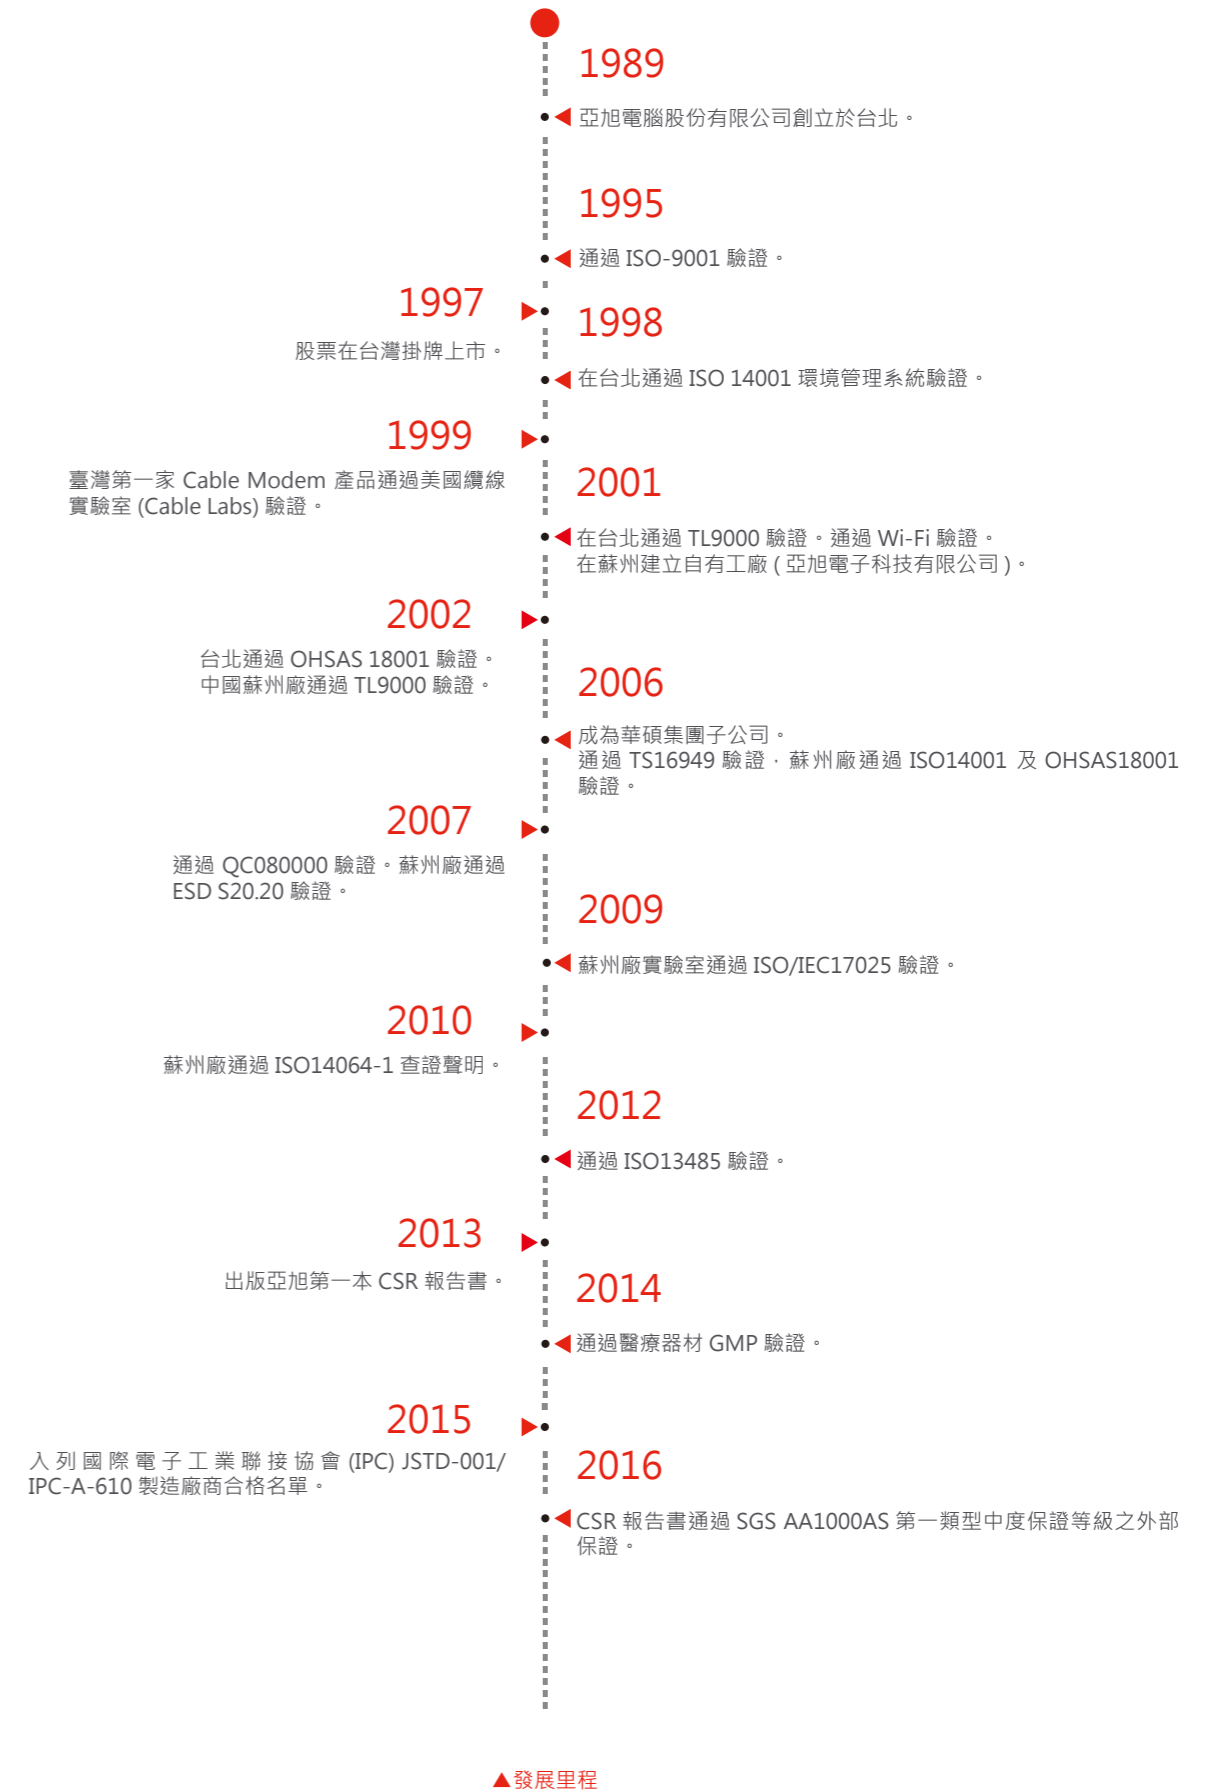 1989
亞旭電腦股份有限公司創立於台北。
1995
通過 ISO-9001 驗證。
1997
股票在台灣掛牌上市。
1998
在台北通過 ISO 14001 環境管理系統驗證。
1999
臺灣第一家 Cable Modem 產品通過美國纜線
實驗室 (Cable Labs) 驗證。
2001
在台北通過 TL9000 驗證。通過 Wi-Fi 驗證。
在蘇州建立自有工廠 ( 亞旭電子科技有限公司 )。
2002
台北通過 OHSAS 18001 驗證。
中國蘇州廠通過 TL9000 驗證。
2006
成為華碩集團子公司。
通過 TS16949 驗證，蘇州廠通過 ISO14001 及 OHSAS18001
驗證。
2007
通過 QC080000 驗證。蘇州廠通過
ESD S20.20 驗證。
2009
蘇州廠實驗室通過 ISO/IEC17025 驗證。
2010
蘇州廠通過 ISO14064-1 查證聲明。
2012
通過 ISO13485 驗證。
2013
出版亞旭第一本 CSR 報告書。
2014
通過醫療器材 GMP 驗證。
2015
入列國際電子工業聯接協會 (IPC) JSTD-001/
IPC-A-610 製造廠商合格名單。
2016
CSR 報告書通過 SGS AA1000AS 第一類型中度保證等級之外部
保證。
▲發展里程